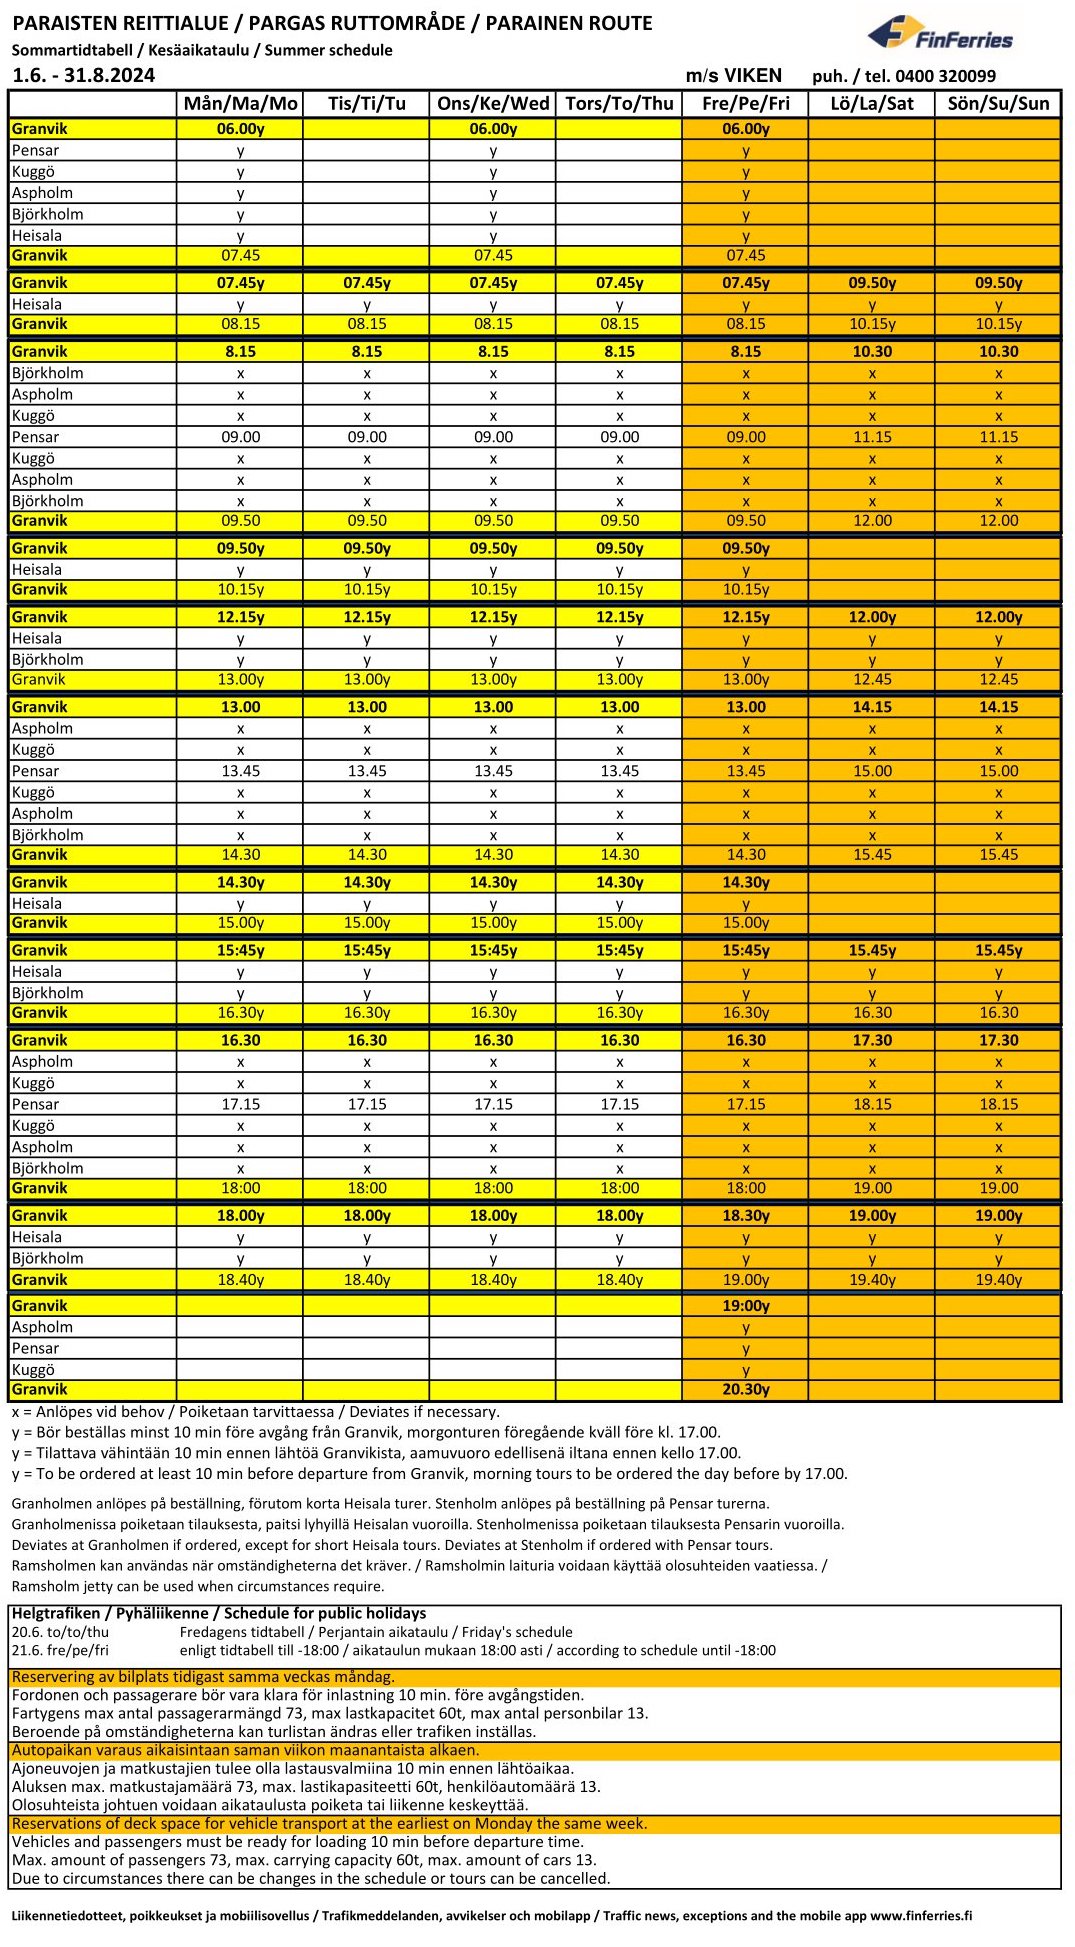 PARAISTEN REITTIALUE / PARGAS RUTTOMRÅDE / PARAINEN ROUTE
FinFerries
Sommartidtabell / Kesäaikataulu / Summer schedule
1.6. - 31.8.2024 m/s VIKEN puh. / tel. 0400 320099
Mån/Ma/Mo Tis/Ti/Tu Ons/Ke/Wed Tors/To/Thu Fre/Pe/Fri Lö/La/Sat Sön/Su/Sun
Granvik 06.00y 06.00y 06.00y
Pensar y y y
Kuggö y y y
Aspholm y y y
Björkholm y y y
Heisala y y y
Granvik 07.45 07.45 07.45
Granvik 07.45y 07.45y 07.45y 07.45y 07.45y 09.50y 09.50y
Heisala y y y y y y y
Granvik 08.15 08.15 08.15 08.15 08.15 10.15y 10.15y
Granvik 8.15 8.15 8.15 8.15 8.15 10.30 10.30
Björkholm x x x x x x x
Aspholm x x x x x x x
Kuggö x x x x x x x
Pensar 09.00 09.00 09.00 09.00 09.00 11.15 11.15
Kuggö x x x x x x x
Aspholm x x x x x x x
Björkholm x x x x x x x
Granvik 09.50 09.50 09.50 09.50 09.50 12.00 12.00
Granvik 09.50y 09.50y 09.50y 09.50y 09.50y
Heisala y y y y y
Granvik 10.15y 10.15y 10.15y 10.15y 10.15y
Granvik 12.15y 12.15y 12.15y 12.15y 12.15y 12.00y 12.00y
Heisala y y y y y y y
Björkholm y y y y y y y
Granvik 13.00y 13.00y 13.00y 13.00y 13.00y 12.45 12.45
Granvik 13.00 13.00 13.00 13.00 13.00 14.15 14.15
Aspholm x x x x x x x
Kuggö x x x x x x x
Pensar 13.45 13.45 13.45 13.45 13.45 15.00 15.00
Kuggö x x x x x x x
Aspholm x x x x x x x
Björkholm x x x x x x x
Granvik 14.30 14.30 14.30 14.30 14.30 15.45 15.45
Granvik 14.30y 14.30y 14.30y 14.30y 14.30y
Heisala y y y y y
Granvik 15.00y 15.00y 15.00y 15.00y 15.00y
Granvik 15:45y 15:45y 15:45y 15:45y 15:45y 15.45y 15.45y
Heisala y y y y y y y
Björkholm y y y y y y y
Granvik 16.30y 16.30y 16.30y 16.30y 16.30y 16.30 16.30
Granvik 16.30 16.30 16.30 16.30 16.30 17.30 17.30
Aspholm x x x x x x x
Kuggö x x x x x x x
Pensar 17.15 17.15 17.15 17.15 17.15 18.15 18.15
Kuggö x x x x x x x
Aspholm x x x x x x x
Björkholm x x x x x x x
Granvik 18:00 18:00 18:00 18:00 18:00 19.00 19.00
Granvik 18.00y 18.00y 18.00y 18.00y 18.30y 19.00y 19.00y
Heisala y y y y y y y
Björkholm y y y y y y y
Granvik 18.40y 18.40y 18.40y 18.40y 19.00y 19.40y 19.40y
Granvik 19:00y
Aspholm y
Pensar y
Kuggö y
Granvik 20.30y
x = Anlöpes vid behov / Poiketaan tarvittaessa / Deviates if necessary.
y = Bör beställas minst 10 min före avgång från Granvik, morgonturen föregående kväll före kl. 17.00.
y = Tilattava vähintään 10 min ennen lähtöä Granvikista, aamuvuoro edellisenä iltana ennen kello 17.00.
y = To be ordered at least 10 min before departure from Granvik, morning tours to be ordered the day before by 17.00.
Granholmen anlöpes på beställning, förutom korta Heisala turer. Stenholm anlöpes på beställning på Pensar turerna.
Granholmenissa poiketaan tilauksesta, paitsi lyhyillä Heisalan vuoroilla. Stenholmenissa poiketaan tilauksesta Pensarin vuoroilla.
Deviates at Granholmen if ordered, except for short Heisala tours. Deviates at Stenholm if ordered with Pensar tours.
Ramsholmen kan användas när omständigheterna det kräver. / Ramsholmin laituria voidaan käyttää olosuhteiden vaatiessa. /
Ramsholm jetty can be used when circumstances require.
Helgtrafiken / Pyhäliikenne / Schedule for public holidays
20.6. to/to/thu Fredagens tidtabell / Perjantain aikataulu / Friday's schedule
21.6. fre/pe/fri enligt tidtabell till -18:00 / aikataulun mukaan 18:00 asti / according to schedule until -18:00
Reservering av bilplats tidigast samma veckas måndag.
Fordonen och passagerare bör vara klara för inlastning 10 min. före avgångstiden.
Fartygens max antal passagerarmängd 73, max lastkapacitet 60t, max antal personbilar 13.
Beroende på omständigheterna kan turlistan ändras eller trafiken inställas.
Autopaikan varaus aikaisintaan saman viikon maanantaista alkaen.
Ajoneuvojen ja matkustajien tulee olla lastausvalmiina 10 min ennen lähtöaikaa.
Aluksen max. matkustajamäärä 73, max. lastikapasiteetti 60t, henkilöautomäärä 13.
Olosuhteista johtuen voidaan aikataulusta poiketa tai liikenne keskeyttää.
Reservations of deck space for vehicle transport at the earliest on Monday the same week.
Vehicles and passengers must be ready for loading 10 min before departure time.
Max. amount of passengers 73, max. carrying capacity 60t, max. amount of cars 13.
Due to circumstances there can be changes in the schedule or tours can be cancelled.
Liikennetiedotteet, poikkeukset ja mobiilisovellus / Trafikmeddelanden, avvikelser och mobilapp / Traffic news, exceptions and the mobile app www.finferries.fi